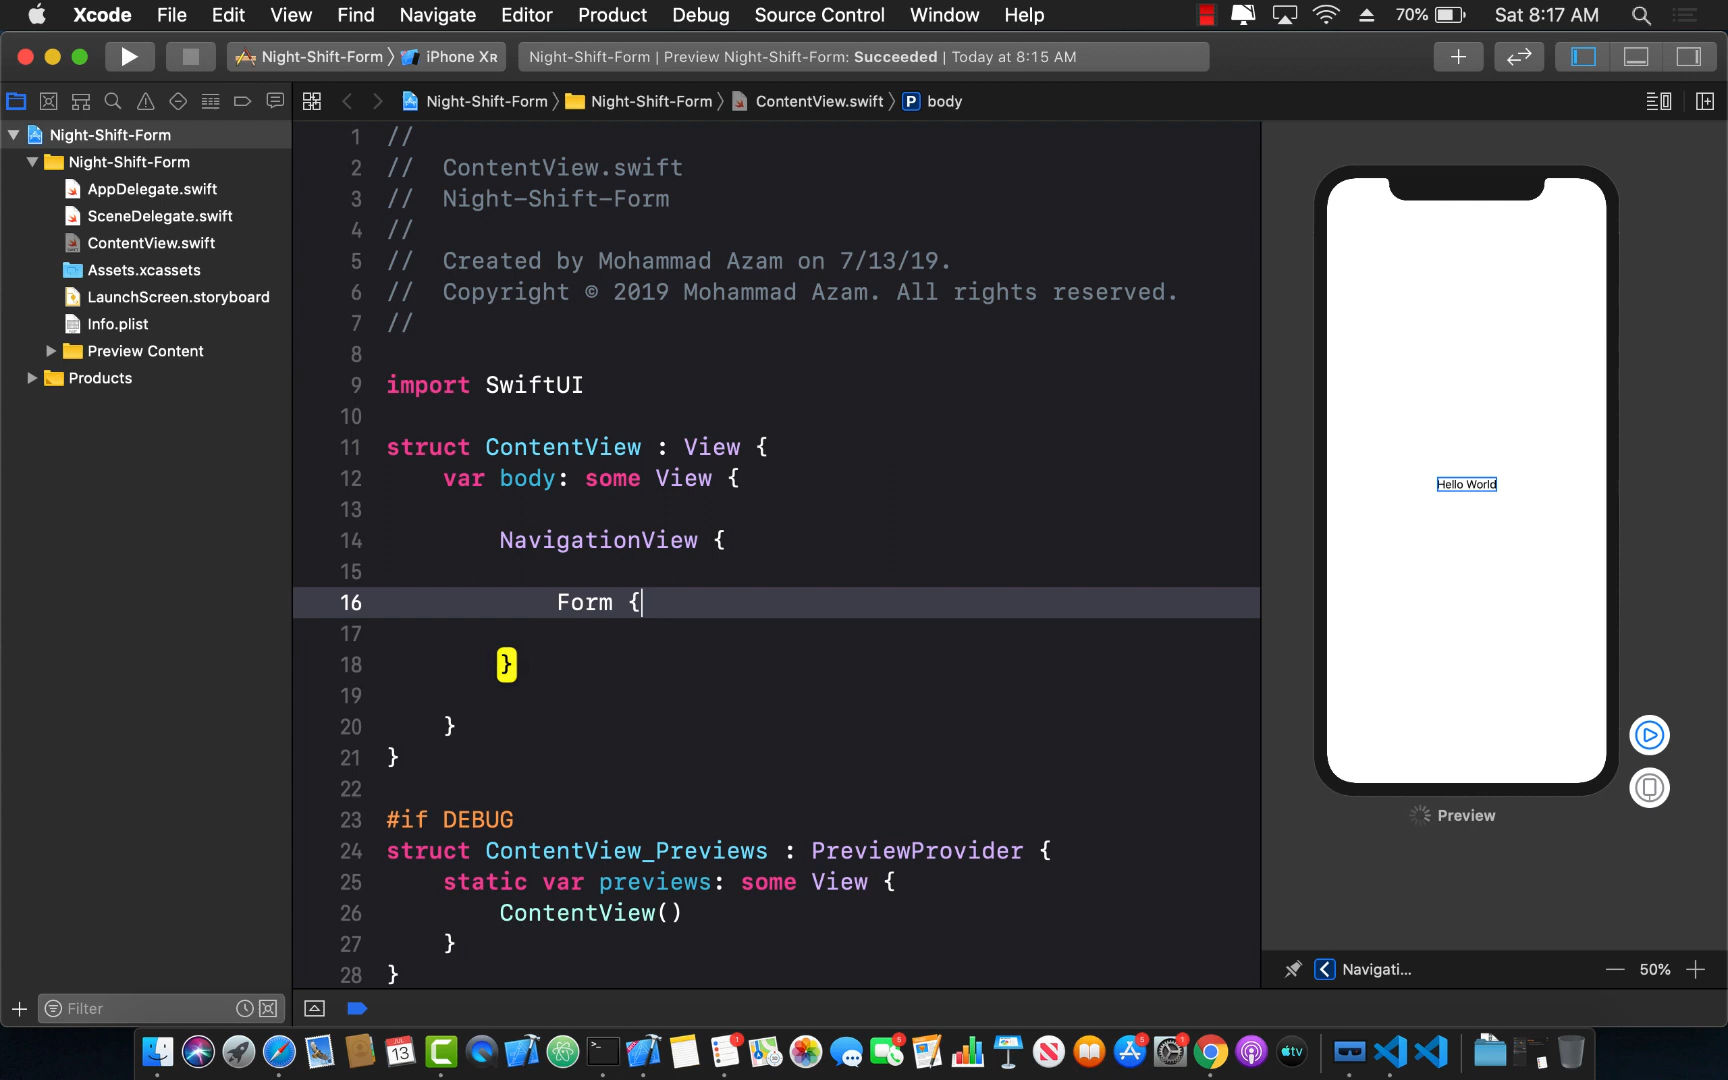 Xcode File Edit View Find Navigate Editor Product Debug Source Control Window Help 70% Sat 8:17 AM
Night-Shift-Form iPhone XR Night-Shift-Form | Preview Night-Shift-Form: Succeeded | Today at 8:15 AM
Night-Shift-Form Night-Shift-Form ContentView.swift P body
Night-Shift-Form
Night-Shift-Form
AppDelegate.swift
SceneDelegate.swift
ContentView.swift
Assets.xcassets
LaunchScreen.storyboard
Info.plist
Preview Content
Products
1 //
2 // ContentView.swift
3 // Night-Shift-Form
4 //
5 // Created by Mohammad Azam on 7/13/19.
6 // Copyright © 2019 Mohammad Azam. All rights reserved.
7 //
8
9 import SwiftUI
10
11 struct ContentView : View {
12 var body: some View {
13
14 NavigationView {
15
16 Form {
17
18 }
19
20 }
21 }
22
23 #if DEBUG
24 struct ContentView_Previews : PreviewProvider {
25 static var previews: some View {
26 ContentView()
27 }
28 }
Hello World
Preview
Navigati... 50%
Filter
JUL
13
1
5
5
1
tv